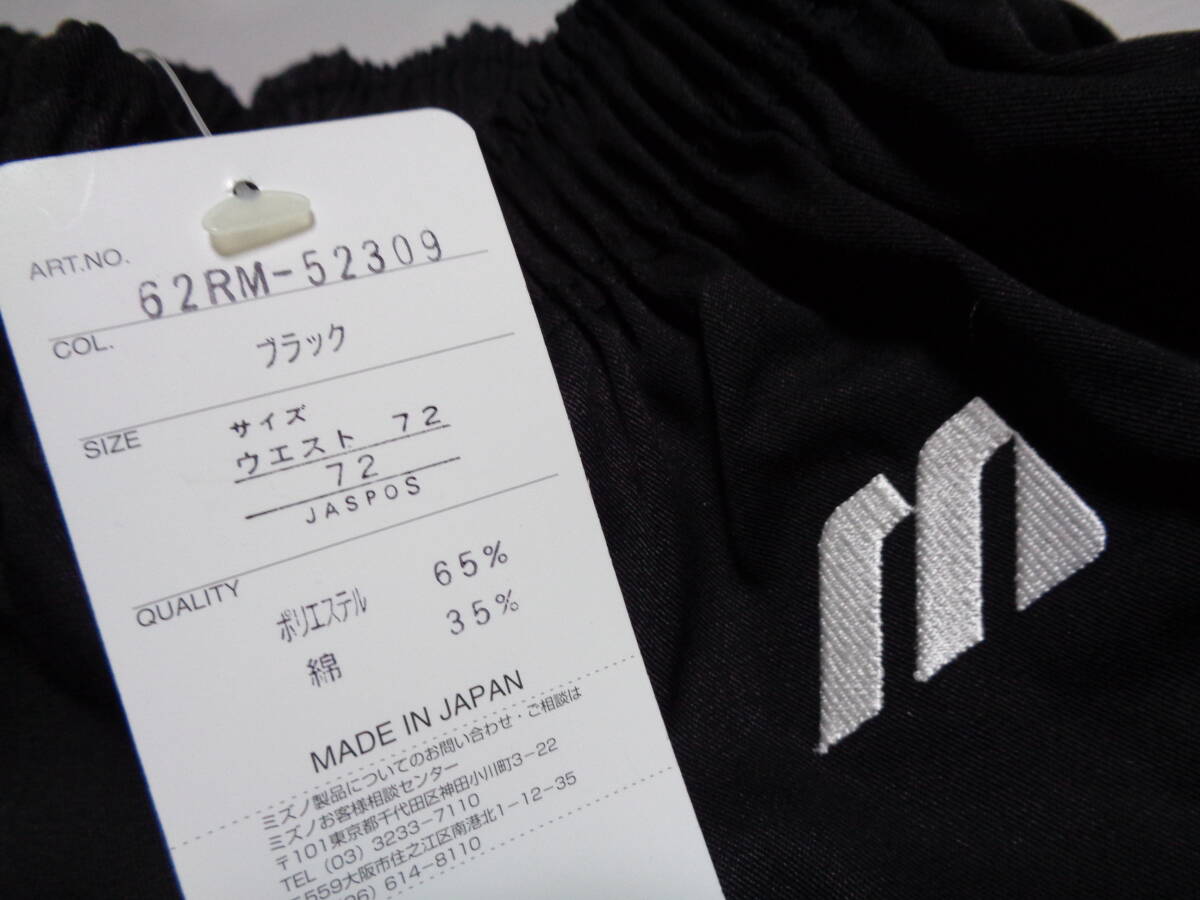 ART.NO.
62RM-52309
COL.
ブラック
SIZE
サイズ
ウエスト 72
72
JASPOS
QUALITY
ポリエステル 65%
綿 35%
MADE IN JAPAN
ミズノ製品についてのお問い合わせ・ご相談は
ミズノお客様相談センター
〒101東京都千代田区神田小川町3-22
TEL (03) 3233-7110
〒559大阪市住之江区南港北1-12-35
06) 614-8110